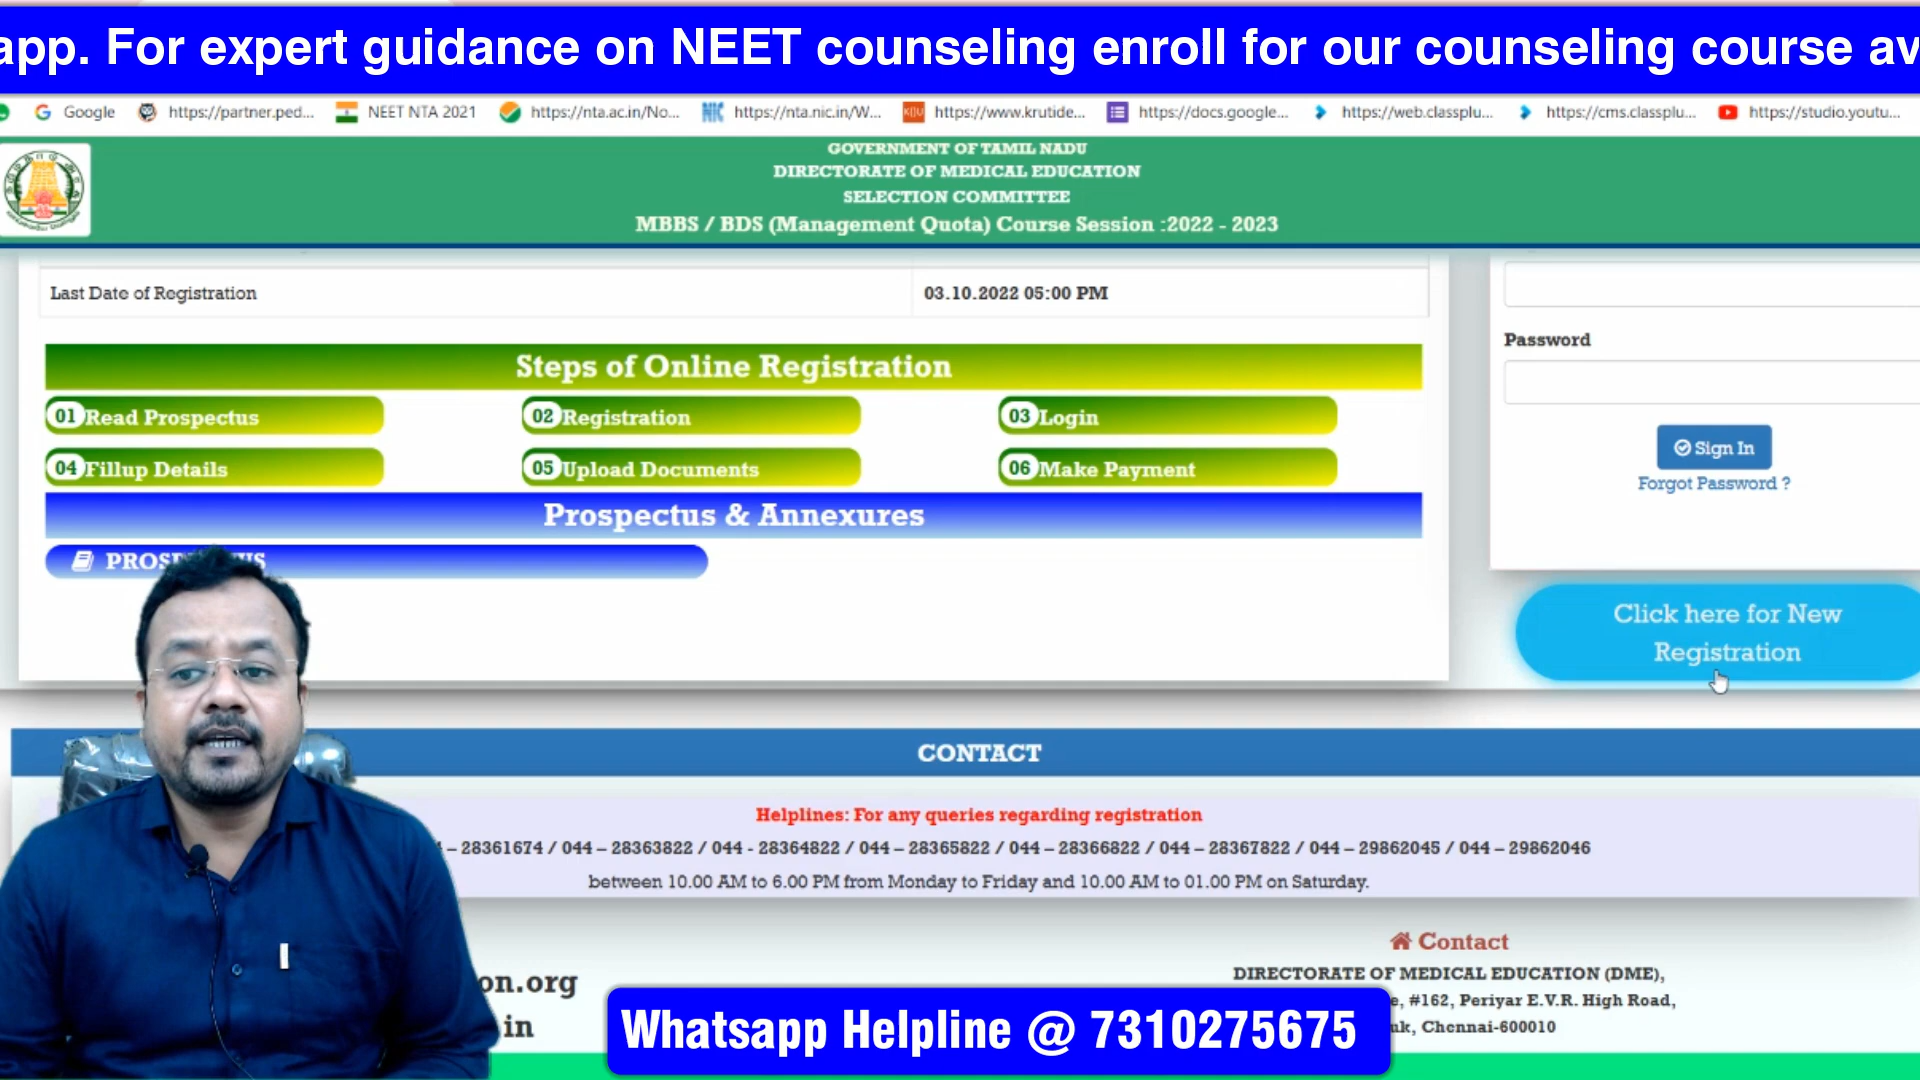 app. For expert guidance on NEET counseling enroll for our counseling course av
Google https://partner.ped... NEET NTA 2021 https://nta.ac.in/No... https://nta.nic.in/W... https://www.krutide... https://docs.google... https://web.classplu... https://cms.classplu... https://studio.youtu...
GOVERNMENT OF TAMIL NADU
DIRECTORATE OF MEDICAL EDUCATION
SELECTION COMMITTEE
MBBS / BDS (Management Quota) Course Session :2022 - 2023
Last Date of Registration 03.10.2022 05:00 PM
Password
Steps of Online Registration
01 Read Prospectus 02 Registration 03 Login
04 Fillup Details 05 Upload Documents 06 Make Payment
Sign In
Forgot Password ?
Prospectus & Annexures
PROSPECTUS
Click here for New
Registration
CONTACT
Helplines: For any queries regarding registration
– 28361674 / 044 – 28363822 / 044 - 28364822 / 044 – 28365822 / 044 – 28366822 / 044 – 28367822 / 044 – 29862045 / 044 – 29862046
between 10.00 AM to 6.00 PM from Monday to Friday and 10.00 AM to 01.00 PM on Saturday.
on.org
in
Contact
DIRECTORATE OF MEDICAL EDUCATION (DME),
e, #162, Periyar E.V.R. High Road,
uk, Chennai-600010
Whatsapp Helpline @ 7310275675